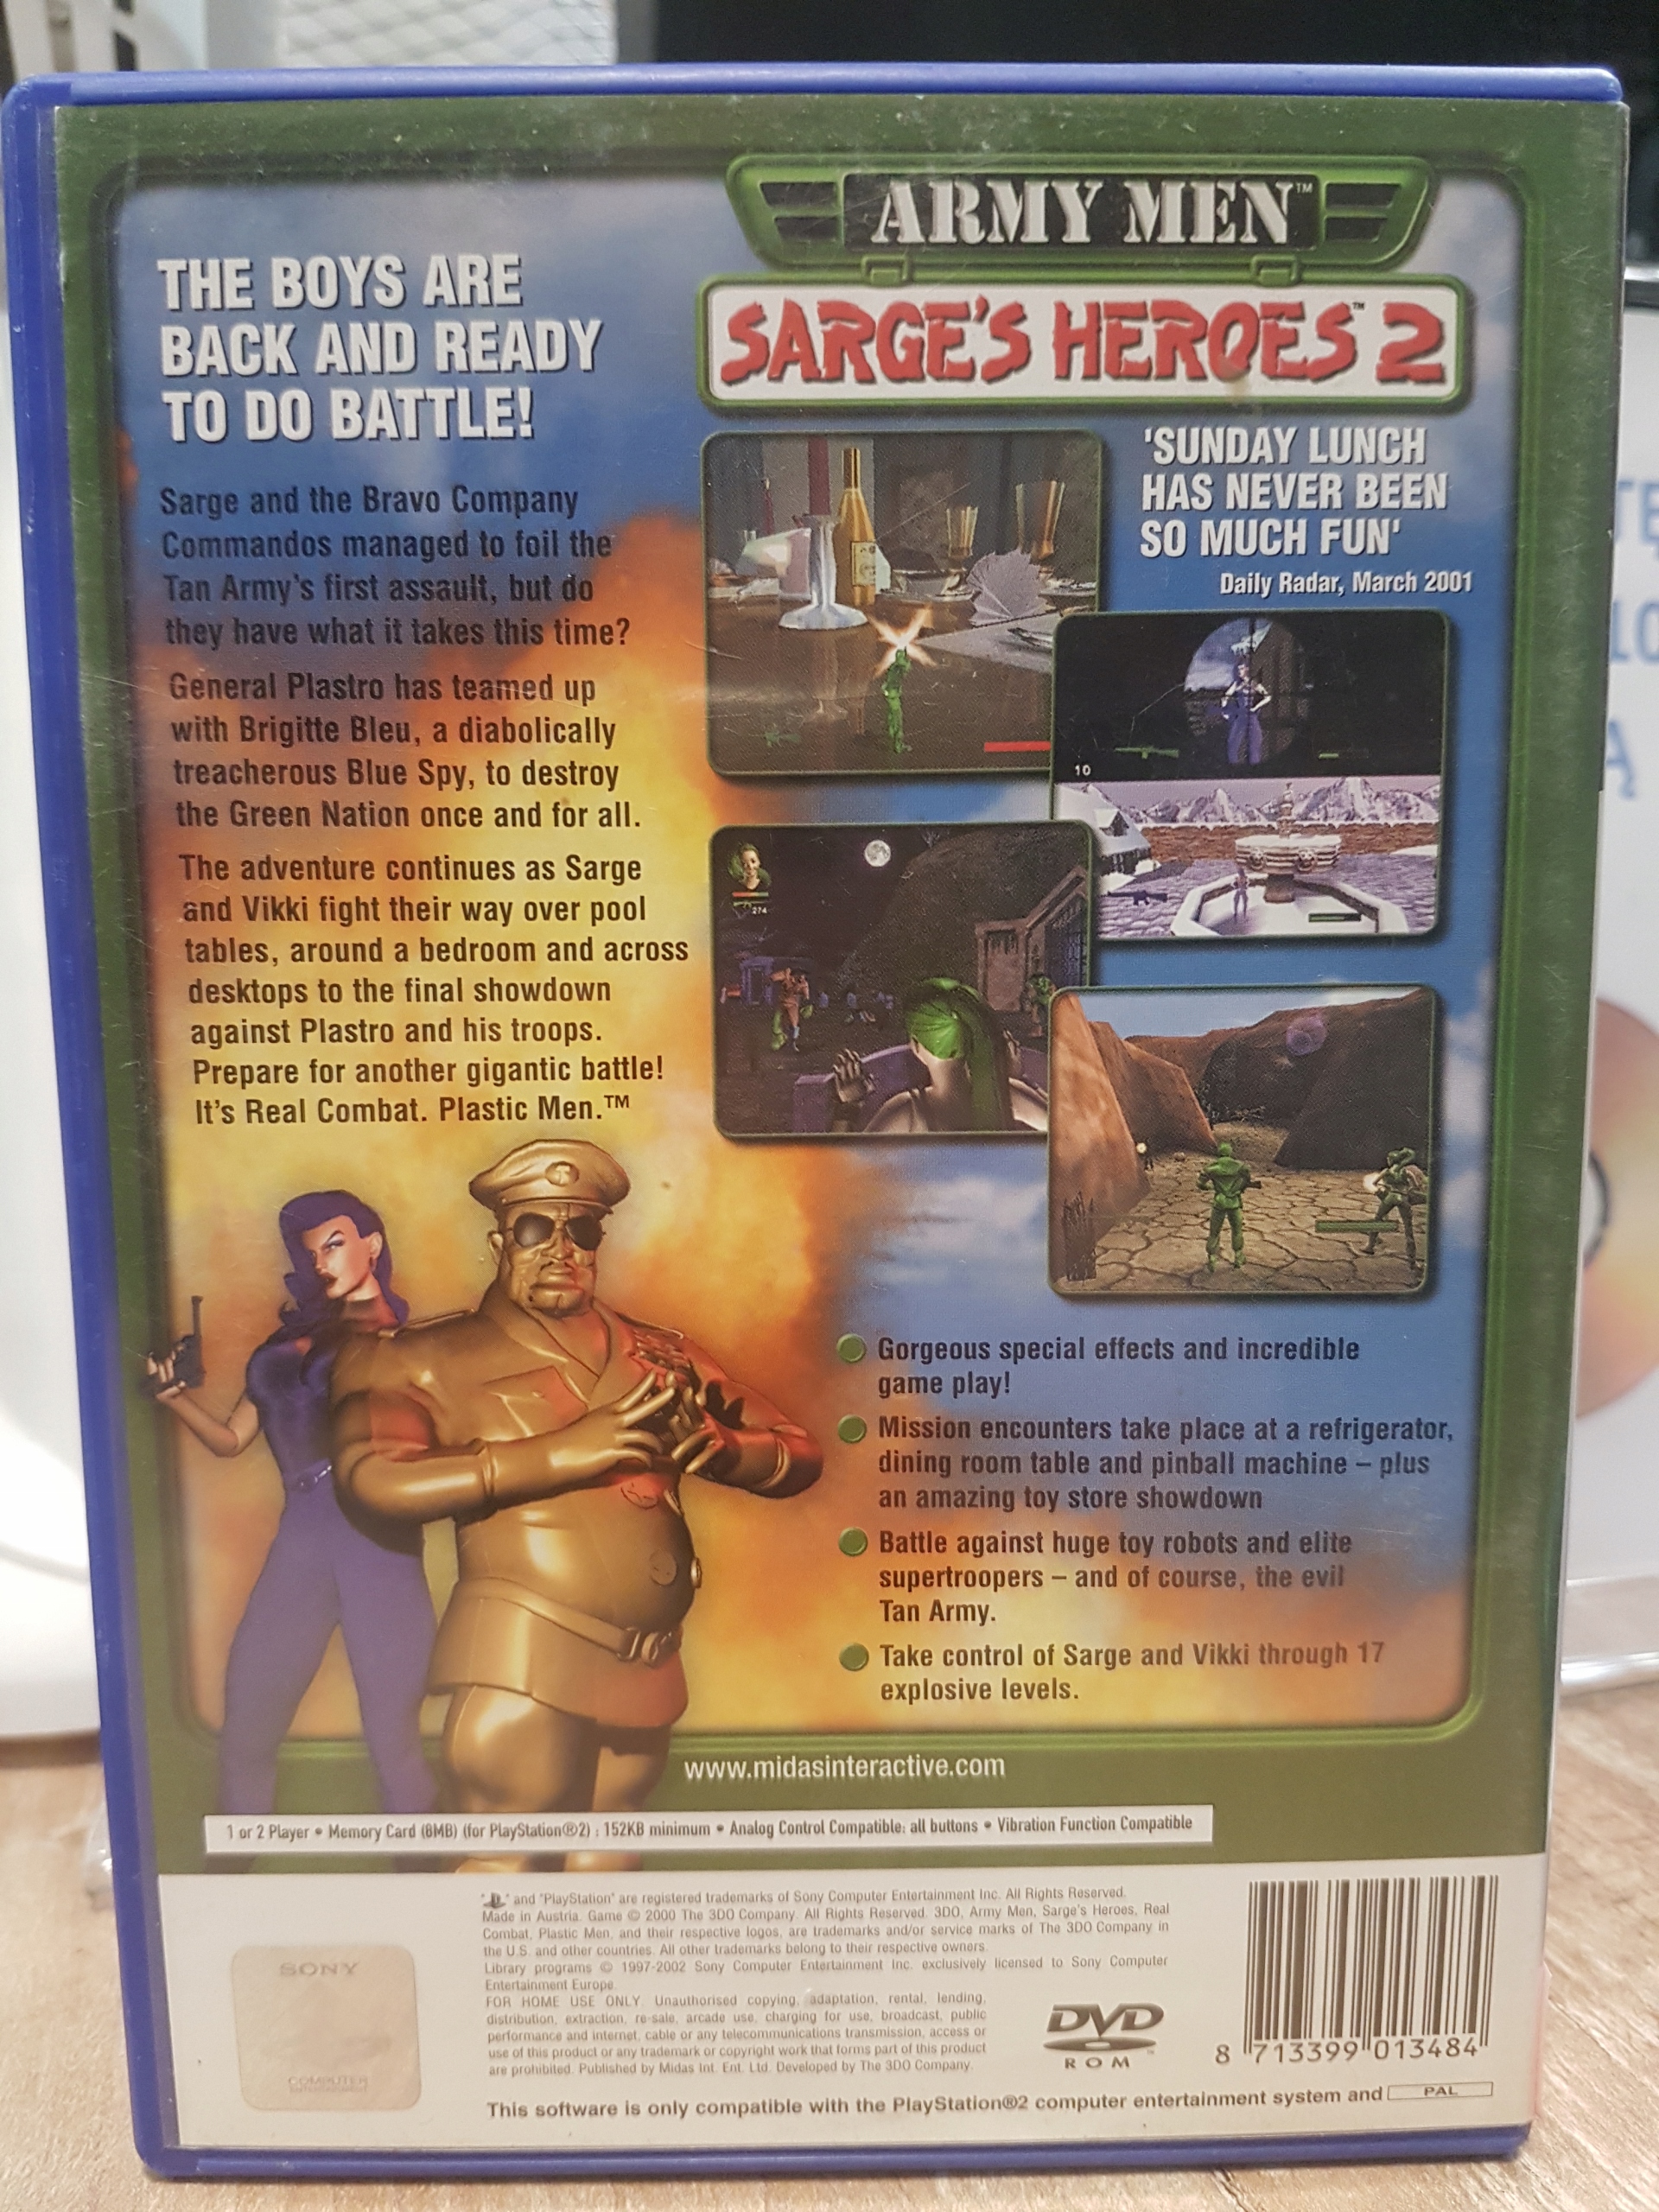 ARMY MEN™
SARGE'S HEROES™ 2
THE BOYS ARE
BACK AND READY
TO DO BATTLE!
Sarge and the Bravo Company
Commandos managed to foil the
Tan Army's first assault, but do
they have what it takes this time?
General Plastro has teamed up
with Brigitte Bleu, a diabolically
treacherous Blue Spy, to destroy
the Green Nation once and for all.
The adventure continues as Sarge
and Vikki fight their way over pool
tables, around a bedroom and across
desktops to the final showdown
against Plastro and his troops.
Prepare for another gigantic battle!
It's Real Combat. Plastic Men.™
'SUNDAY LUNCH
HAS NEVER BEEN
SO MUCH FUN'
Daily Radar, March 2001
10
274
Gorgeous special effects and incredible
game play!
Mission encounters take place at a refrigerator,
dining room table and pinball machine – plus
an amazing toy store showdown
Battle against huge toy robots and elite
supertroopers – and of course, the evil
Tan Army.
Take control of Sarge and Vikki through 17
explosive levels.
www.midasinteractive.com
1 or 2 Player • Memory Card (8MB) (for PlayStation®2) : 152KB minimum • Analog Control Compatible: all buttons • Vibration Function Compatible
" " and "PlayStation" are registered trademarks of Sony Computer Entertainment Inc. All Rights Reserved.
Made in Austria. Game © 2000 The 3DO Company. All Rights Reserved. 3DO, Army Men, Sarge's Heroes, Real
Combat, Plastic Men, and their respective logos, are trademarks and/or service marks of The 3DO Company in
the U.S. and other countries. All other trademarks belong to their respective owners.
Library programs © 1997-2002 Sony Computer Entertainment Inc. exclusively licensed to Sony Computer
Entertainment Europe.
FOR HOME USE ONLY. Unauthorised copying, adaptation, rental, lending,
distribution, extraction, re-sale, arcade use, charging for use, broadcast, public
performance and internet, cable or any telecommunications transmission, access or
use of this product or any trademark or copyright work that forms part of this product
are prohibited. Published by Midas Int. Ent. Ltd. Developed by The 3DO Company.
SONY
COMPUTER
DVD
ROM
8 713399 013484
This software is only compatible with the PlayStation®2 computer entertainment system and PAL